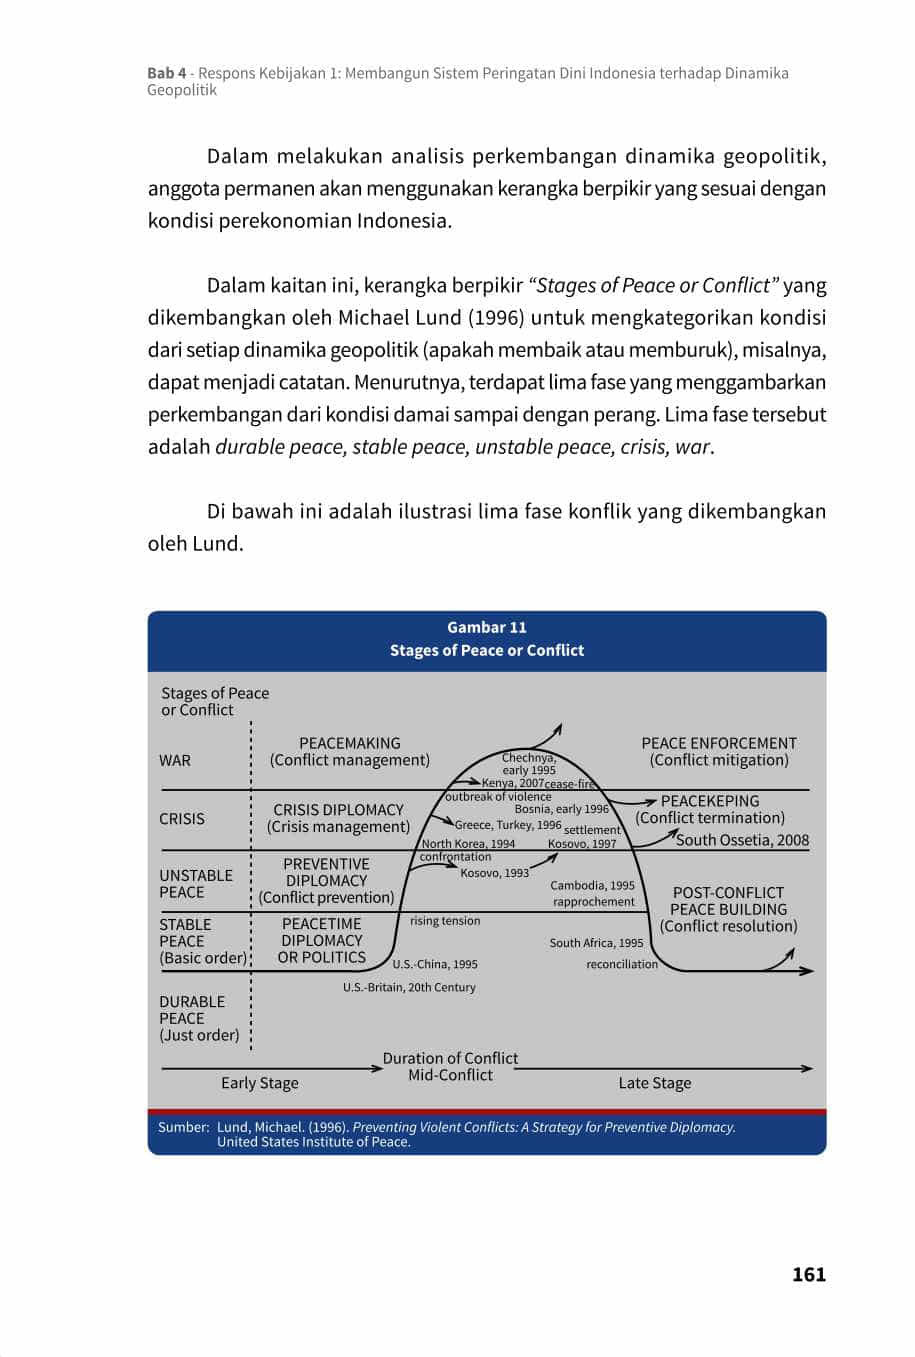 Bab 4 - Respons Kebijakan 1: Membangun Sistem Peringatan Dini Indonesia terhadap Dinamika
Geopolitik
Dalam melakukan analisis perkembangan dinamika geopolitik,
anggota permanen akan menggunakan kerangka berpikir yang sesuai dengan
kondisi perekonomian Indonesia.
Dalam kaitan ini, kerangka berpikir “Stages of Peace or Conflict” yang
dikembangkan oleh Michael Lund (1996) untuk mengkategorikan kondisi
dari setiap dinamika geopolitik (apakah membaik atau memburuk), misalnya,
dapat menjadi catatan. Menurutnya, terdapat lima fase yang menggambarkan
perkembangan dari kondisi damai sampai dengan perang. Lima fase tersebut
adalah durable peace, stable peace, unstable peace, crisis, war.
Di bawah ini adalah ilustrasi lima fase konflik yang dikembangkan
oleh Lund.
Gambar 11
Stages of Peace or Conflict
Stages of Peace
or Conflict
WAR
PEACEMAKING
(Conflict management)
Chechnya,
early 1995
Kenya, 2007
cease-fire
PEACE ENFORCEMENT
(Conflict mitigation)
CRISIS
CRISIS DIPLOMACY
(Crisis management)
outbreak of violence
Bosnia, early 1996
Greece, Turkey, 1996
settlement
North Korea, 1994
Kosovo, 1997
PEACEKEPING
(Conflict termination)
South Ossetia, 2008
UNSTABLE
PEACE
PREVENTIVE
DIPLOMACY
(Conflict prevention)
confrontation
Kosovo, 1993
Cambodia, 1995
rapprochement
POST-CONFLICT
PEACE BUILDING
(Conflict resolution)
STABLE
PEACE
(Basic order)
PEACETIME
DIPLOMACY
OR POLITICS
rising tension
South Africa, 1995
U.S.-China, 1995
reconciliation
U.S.-Britain, 20th Century
DURABLE
PEACE
(Just order)
Duration of Conflict
Early Stage
Mid-Conflict
Late Stage
Sumber: Lund, Michael. (1996). Preventing Violent Conflicts: A Strategy for Preventive Diplomacy.
United States Institute of Peace.
161